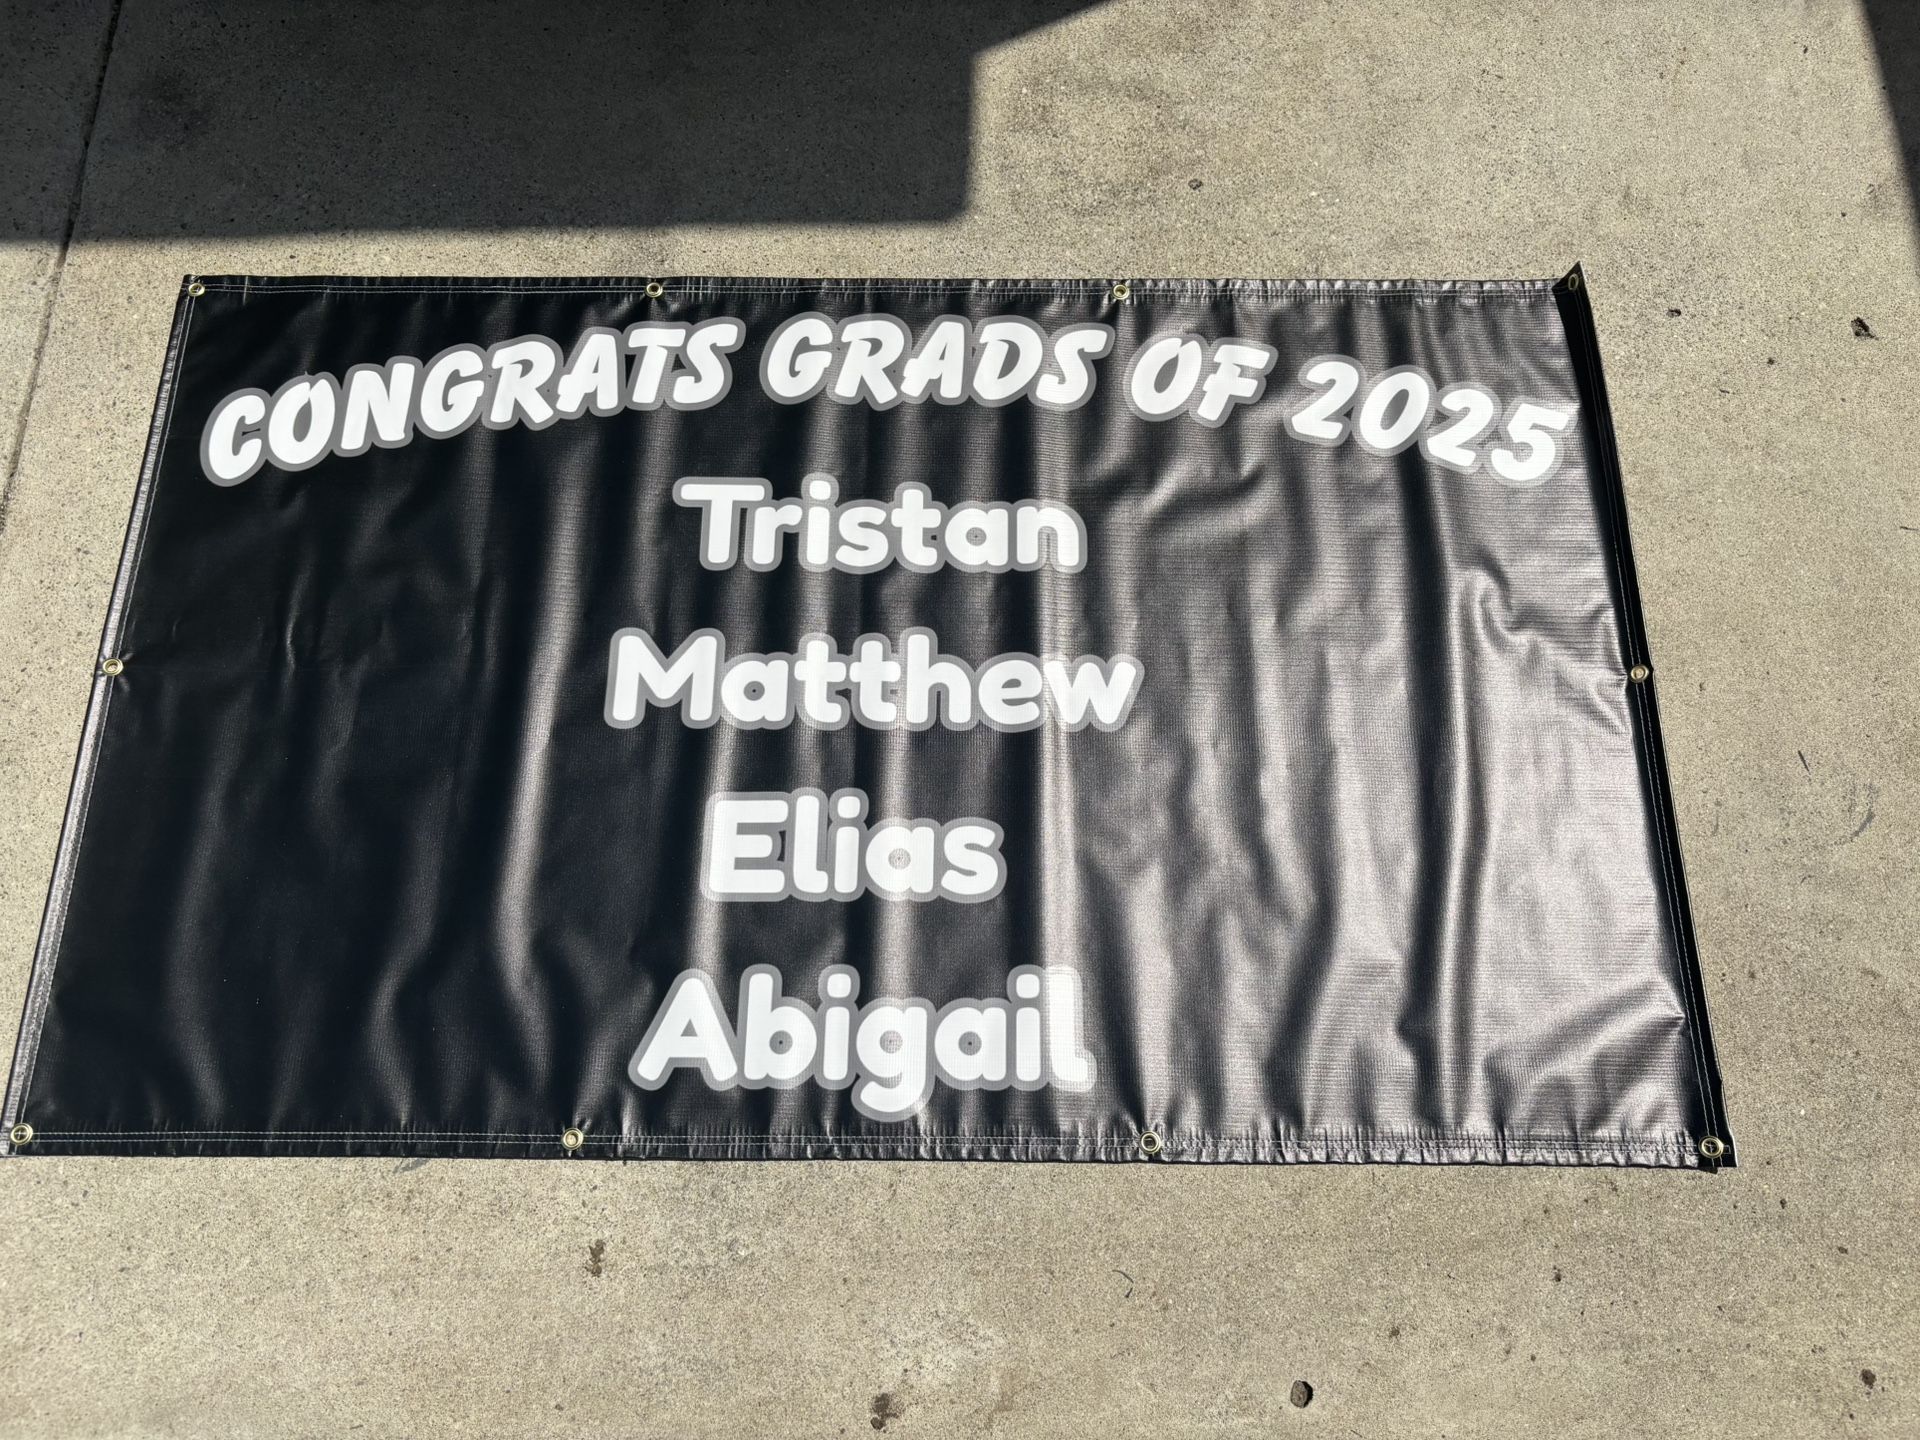 CONGRATS GRADS OF 2025
Tristan
Matthew
Elias
Abigail